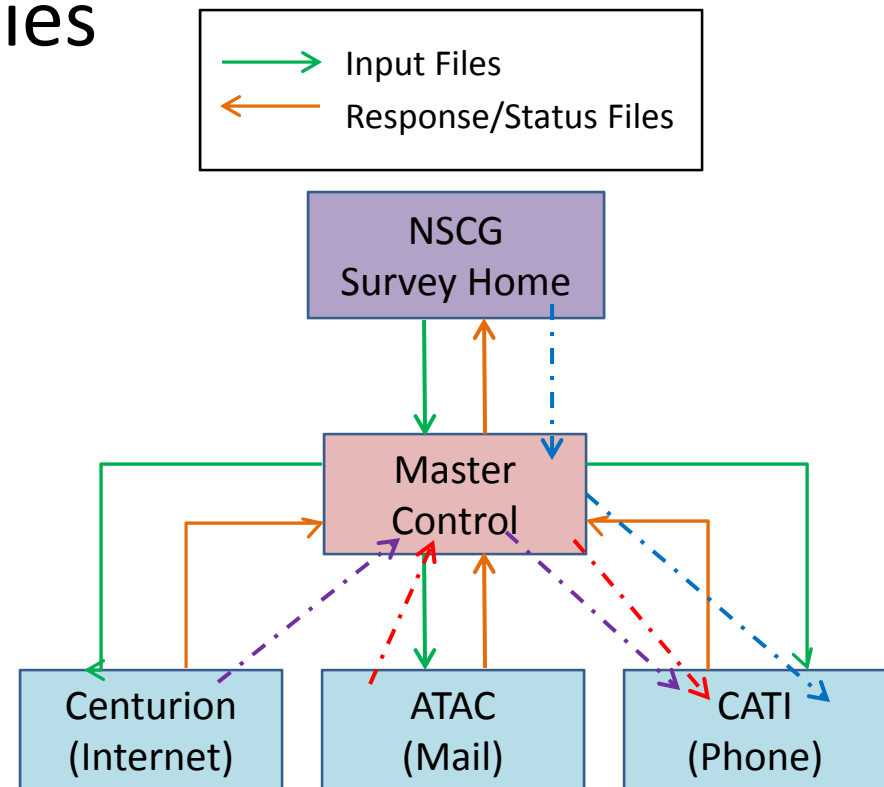 ies
Input Files
Response/Status Files
NSCG
Survey Home
Master
Control
Centurion
(Internet)
ATAC
(Mail)
CATI
(Phone)